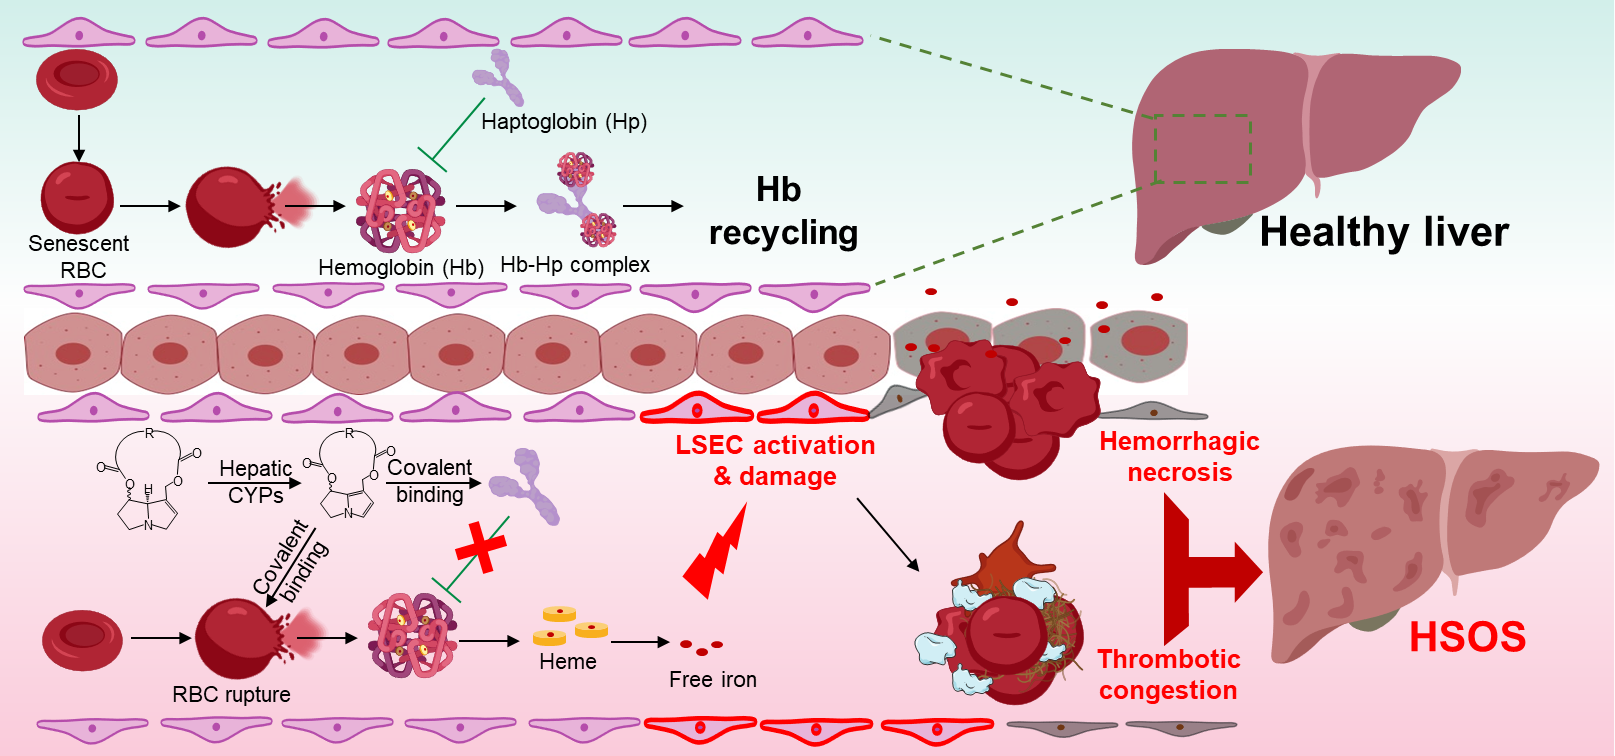 Haptoglobin (Hp)
Senescent
RBC
Hemoglobin (Hb)
Hb-Hp complex
Hb
recycling
Healthy liver
R
O
O
O
O
H
N
Hepatic
CYPs
R
O
O
O
O
N
Covalent
binding
Covalent
binding
LSEC activation
& damage
Hemorrhagic
necrosis
RBC rupture
Heme
Free iron
Thrombotic
congestion
HSOS